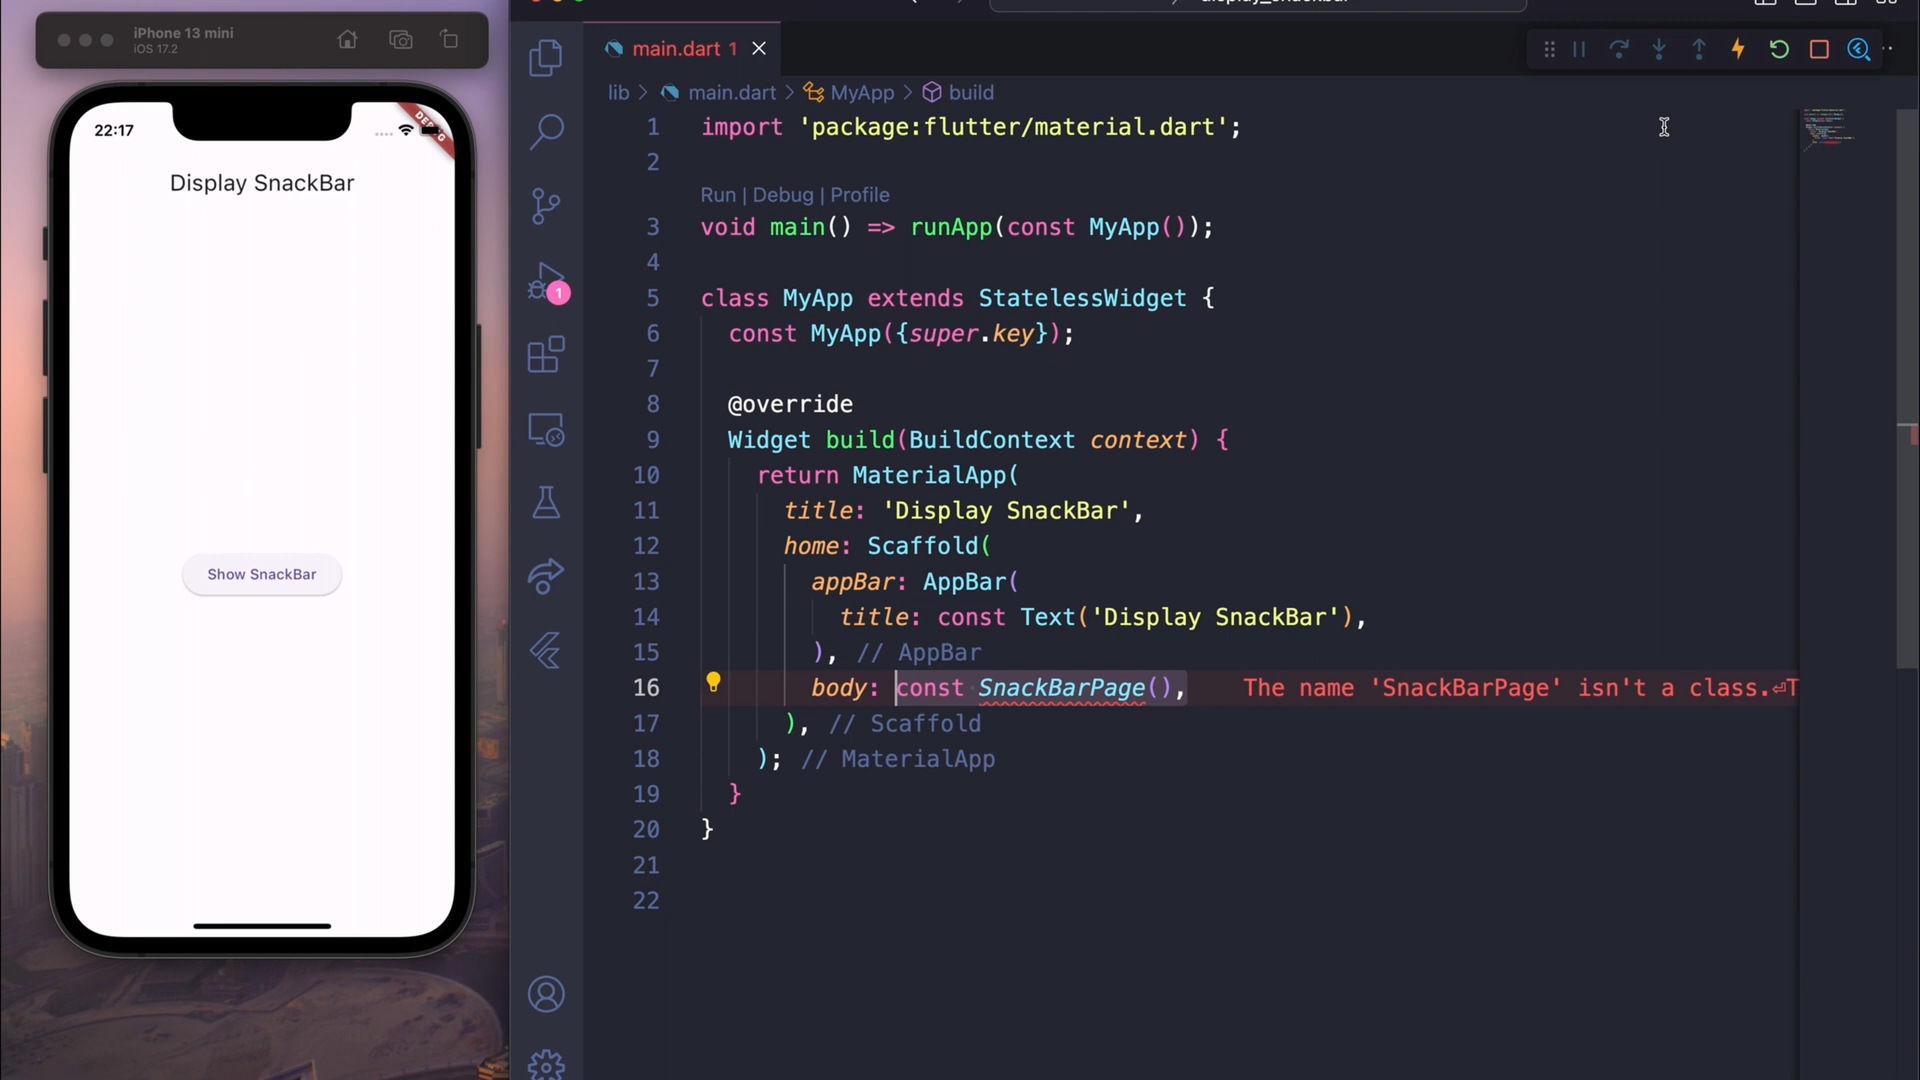 iPhone 13 mini
iOS 17.2
22:17
DEBUG
Display SnackBar
Show SnackBar
main.dart 1
lib > main.dart > MyApp > build
1 import 'package:flutter/material.dart';
2
Run | Debug | Profile
3 void main() => runApp(const MyApp());
4
5 class MyApp extends StatelessWidget {
6 const MyApp({super.key});
7
8 @override
9 Widget build(BuildContext context) {
10 return MaterialApp(
11 title: 'Display SnackBar',
12 home: Scaffold(
13 appBar: AppBar(
14 title: const Text('Display SnackBar'),
15 ), // AppBar
16 body: const SnackBarPage(), The name 'SnackBarPage' isn't a class.⏎T
17 ), // Scaffold
18 ); // MaterialApp
19 }
20 }
21
22
1